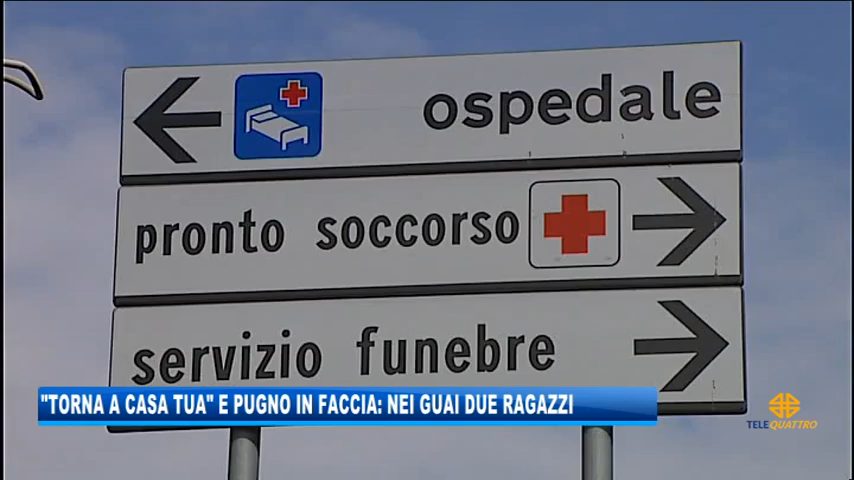 ospedale
pronto soccorso
servizio funebre
"TORNA A CASA TUA" E PUGNO IN FACCIA: NEI GUAI DUE RAGAZZI
TELEQUATTRO